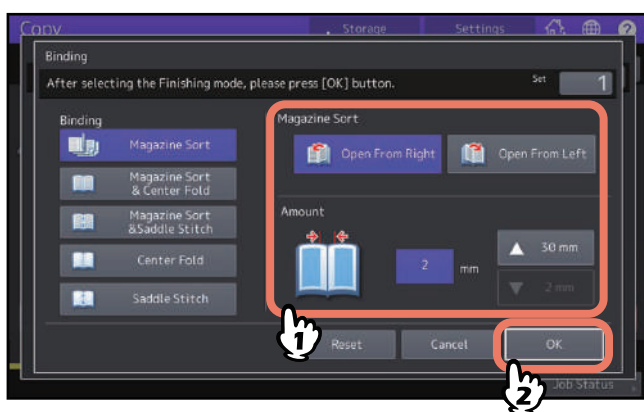 Copy
Storage Settings
Binding
After selecting the Finishing mode, please press [OK] button. Set 1
Binding
Magazine Sort
Magazine Sort
& Center Fold
Magazine Sort
&Saddle Stitch
Center Fold
Saddle Stitch
Magazine Sort
Open From Right Open From Left
Amount
2 mm
30 mm
2 mm
1
Reset Cancel OK
2
Job Status